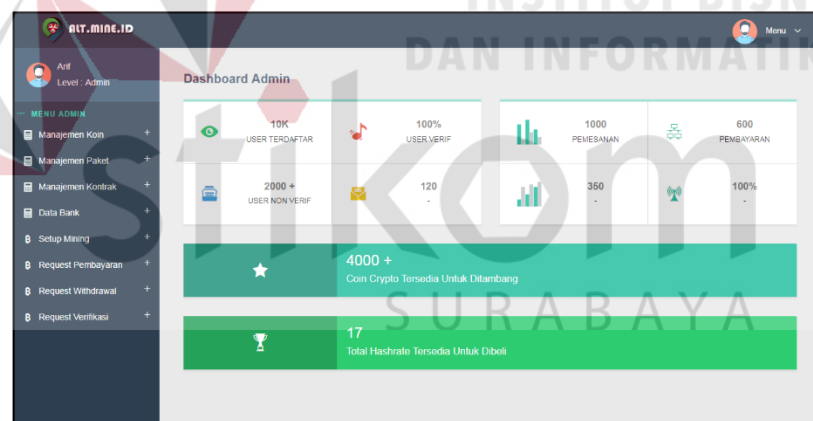 INSTITUT BISN
DAN INFORMATIK
stikom
SURABAYA
ALT.MINE.ID
Menu
Arif
Level : Admin
MENU ADMIN
Manajemen Koin +
Manajemen Paket +
Manajemen Kontrak +
Data Bank +
Setup Mining +
Request Pembayaran +
Request Withdrawal +
Request Verifikasi +
Dashboard Admin
10K
USER TERDAFTAR
100%
USER VERIF
1000
PEMESANAN
600
PEMBAYARAN
2000 +
USER NON VERIF
120
-
350
-
100%
-
4000 +
Coin Crypto Tersedia Untuk Ditambang
17
Total Hashrate Tersedia Untuk Dibeli